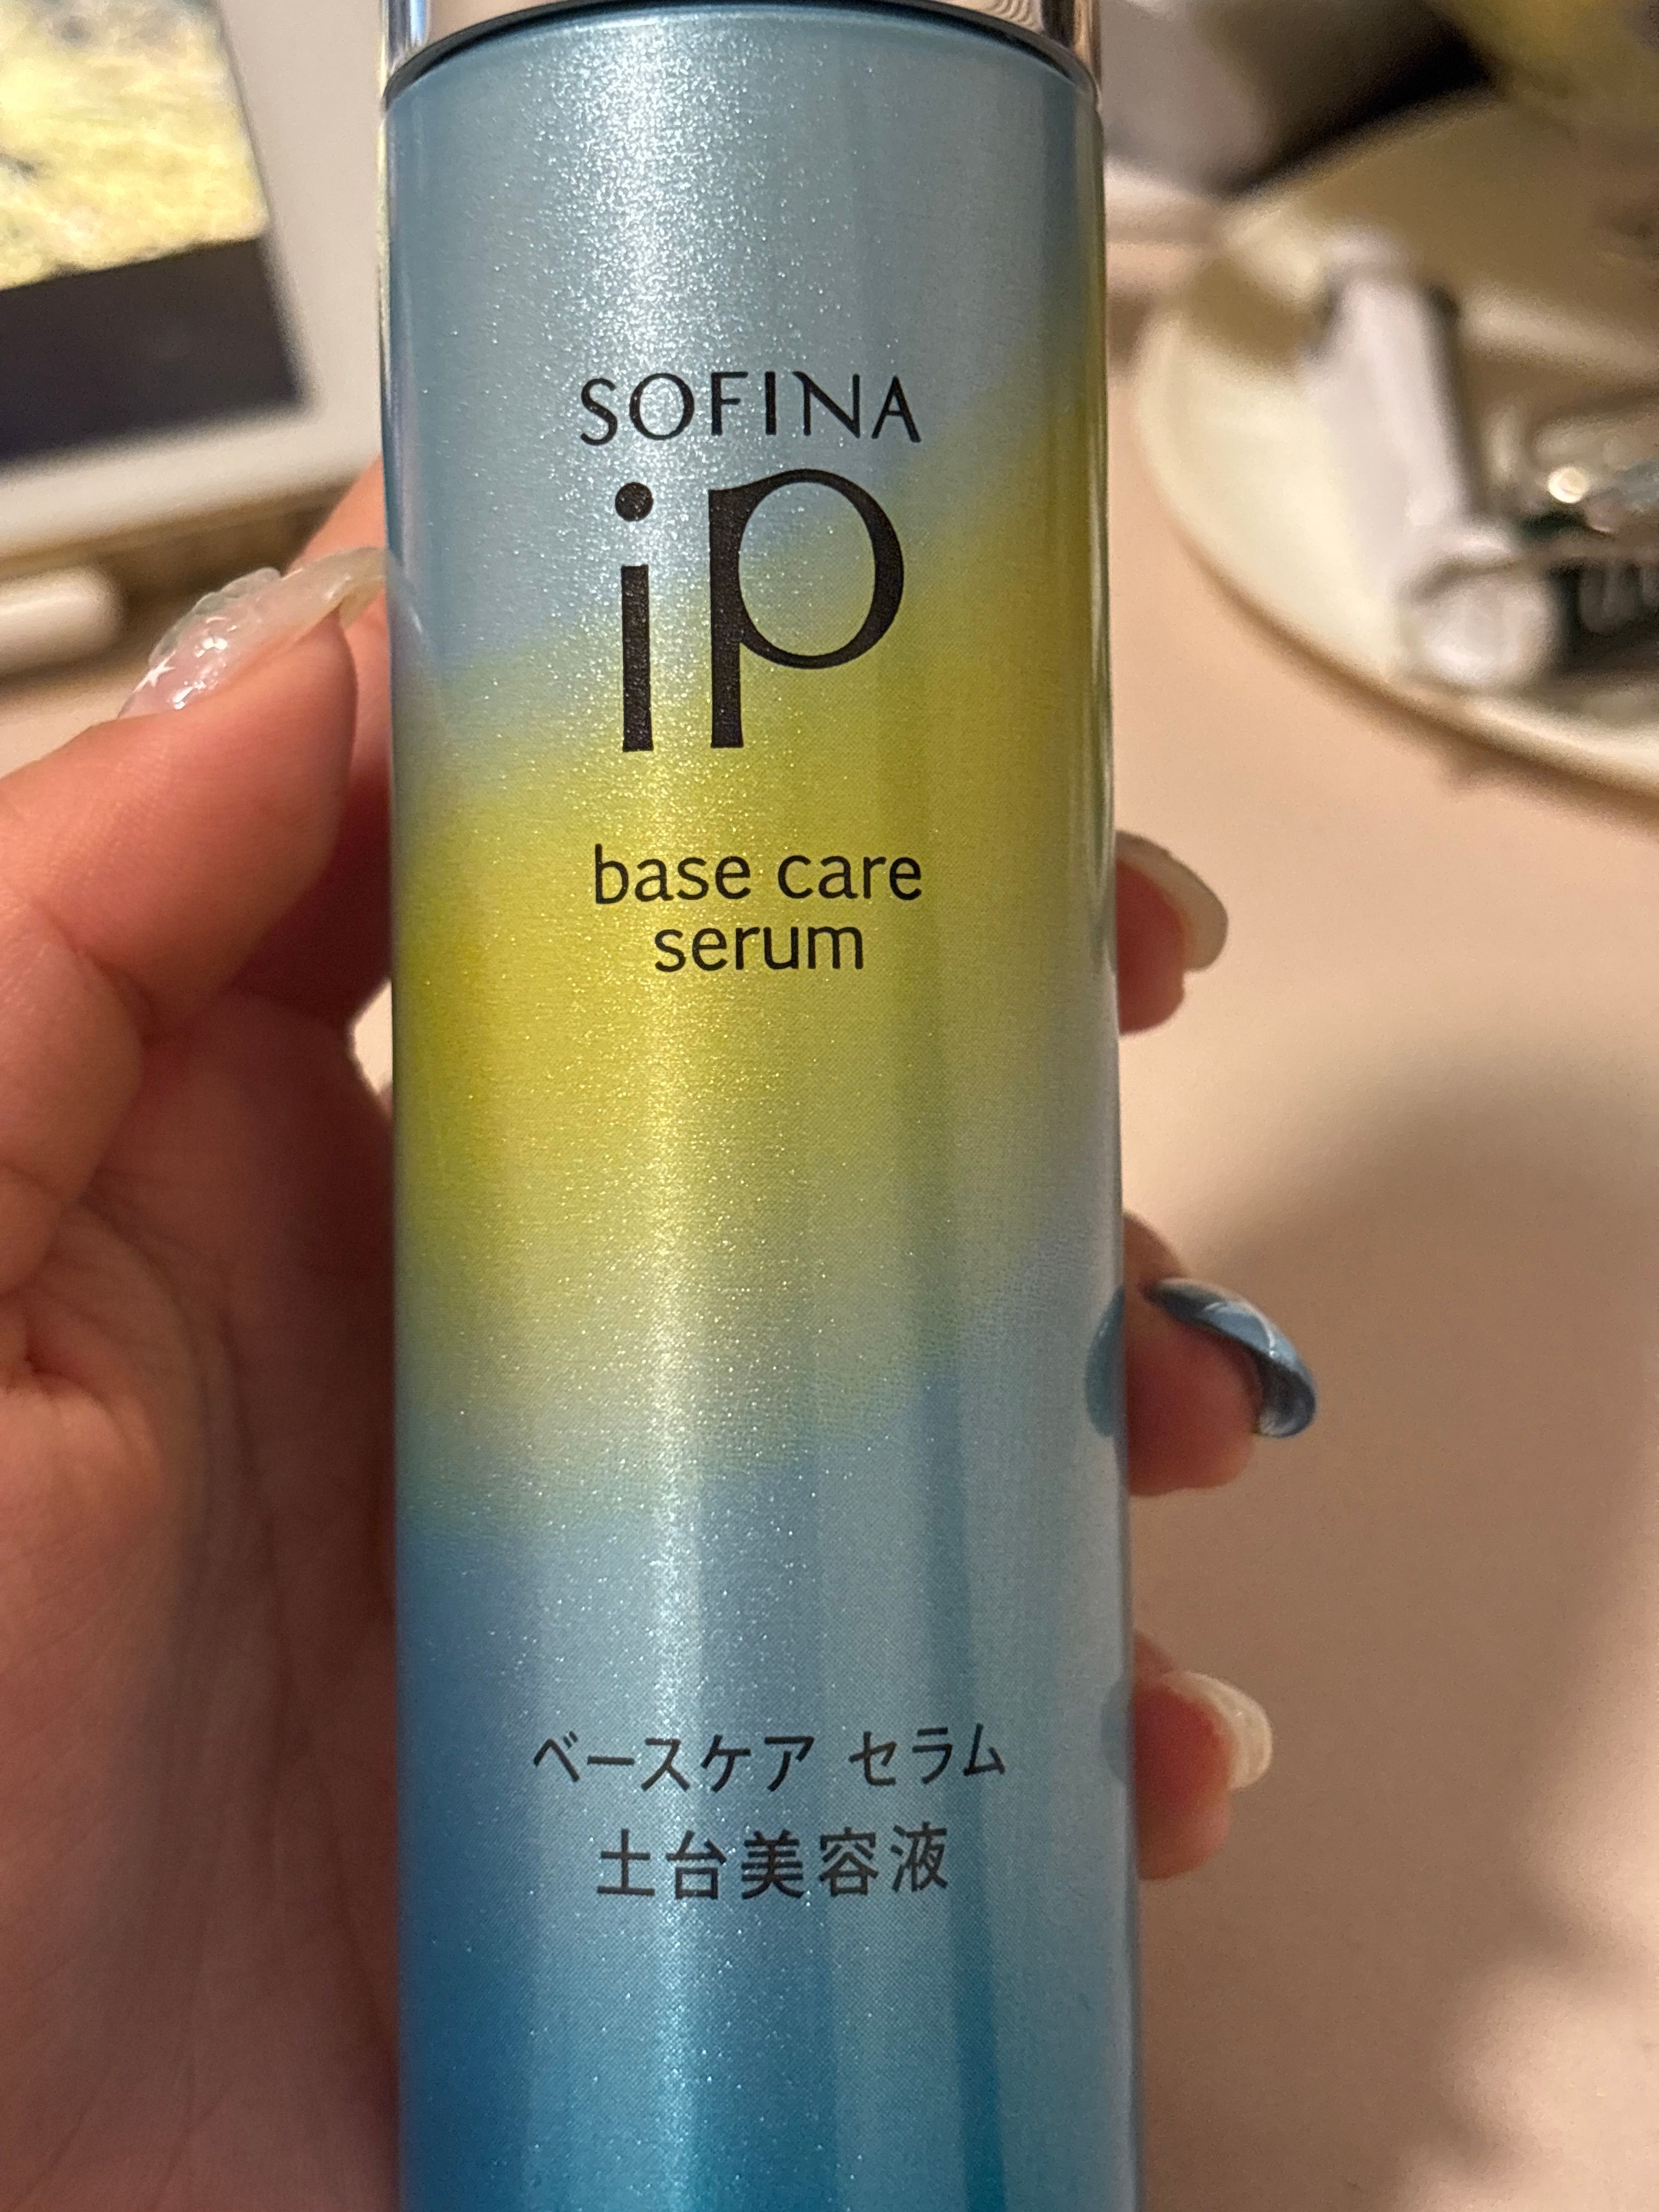 SOFINA
iP
base care
serum
ベースケア セラム
土台美容液